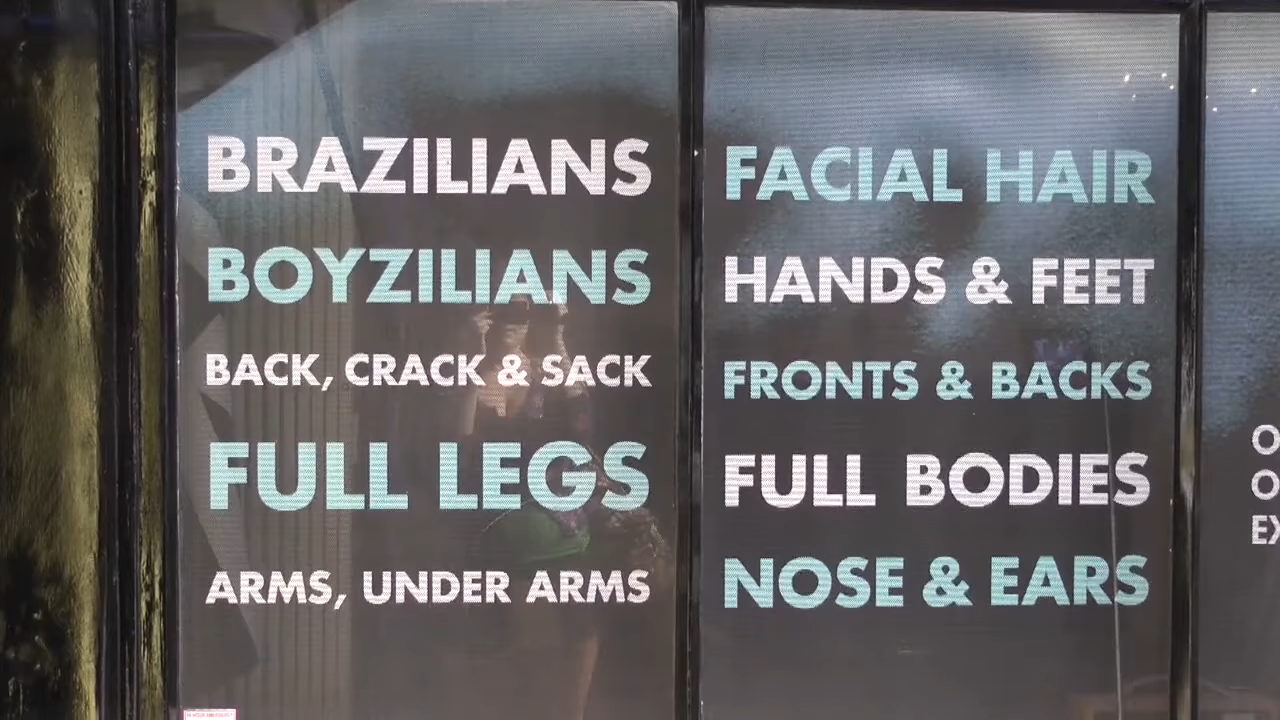 BRAZILIANS
BOYZILIANS
BACK, CRACK & SACK
FULL LEGS
ARMS, UNDER ARMS
FACIAL HAIR
HANDS & FEET
FRONTS & BACKS
FULL BODIES
NOSE & EARS